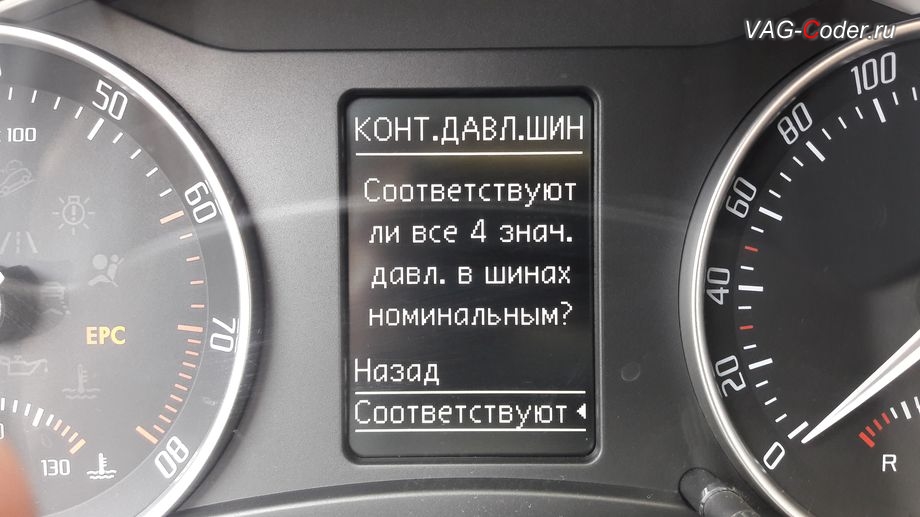 VAG-Coder.ru
КОНТ.ДАВЛ.ШИН
Соответствуют
ли все 4 знач.
давл. в шинах
номинальным?
Назад
Соответствуют
50
x 100
60
EPC
70
80
130
100
80
60
40
20
0
R